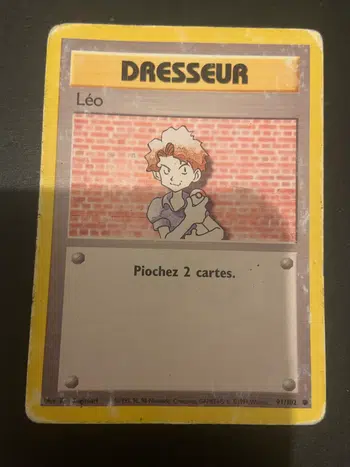 DRESSEUR
Léo
Piochez 2 cartes.